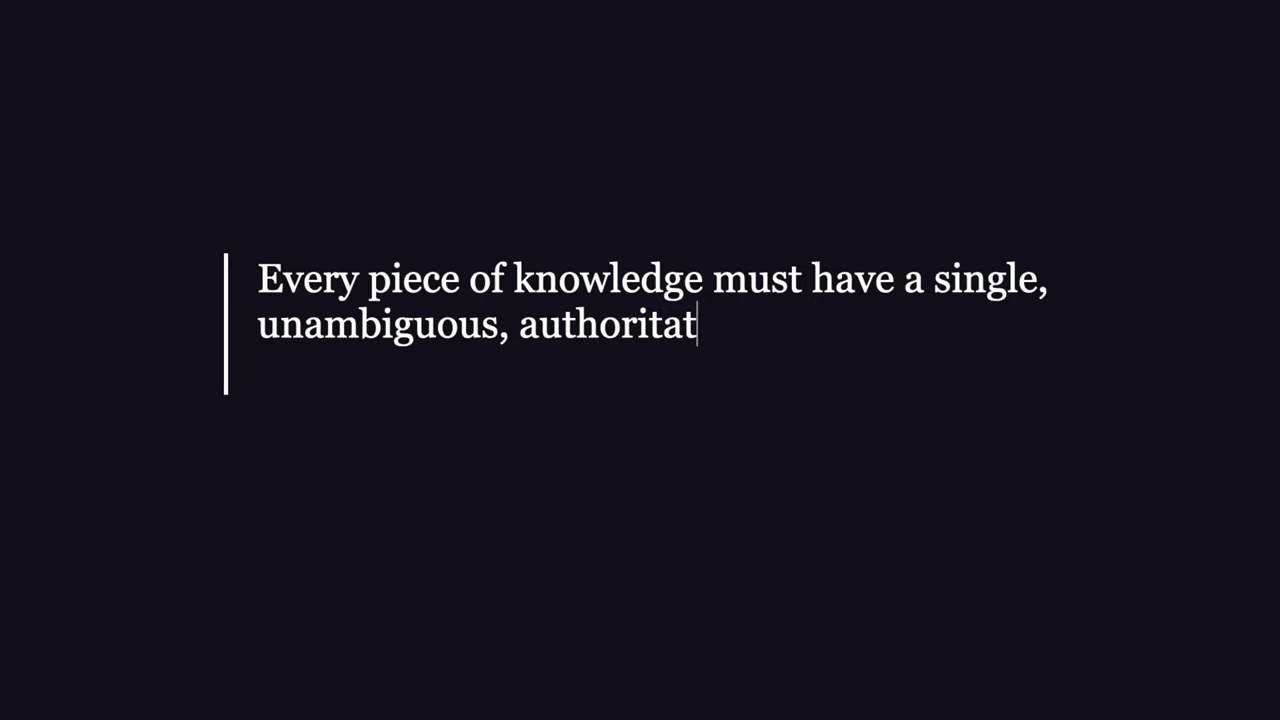 Every piece of knowledge must have a single,
unambiguous, authoritat